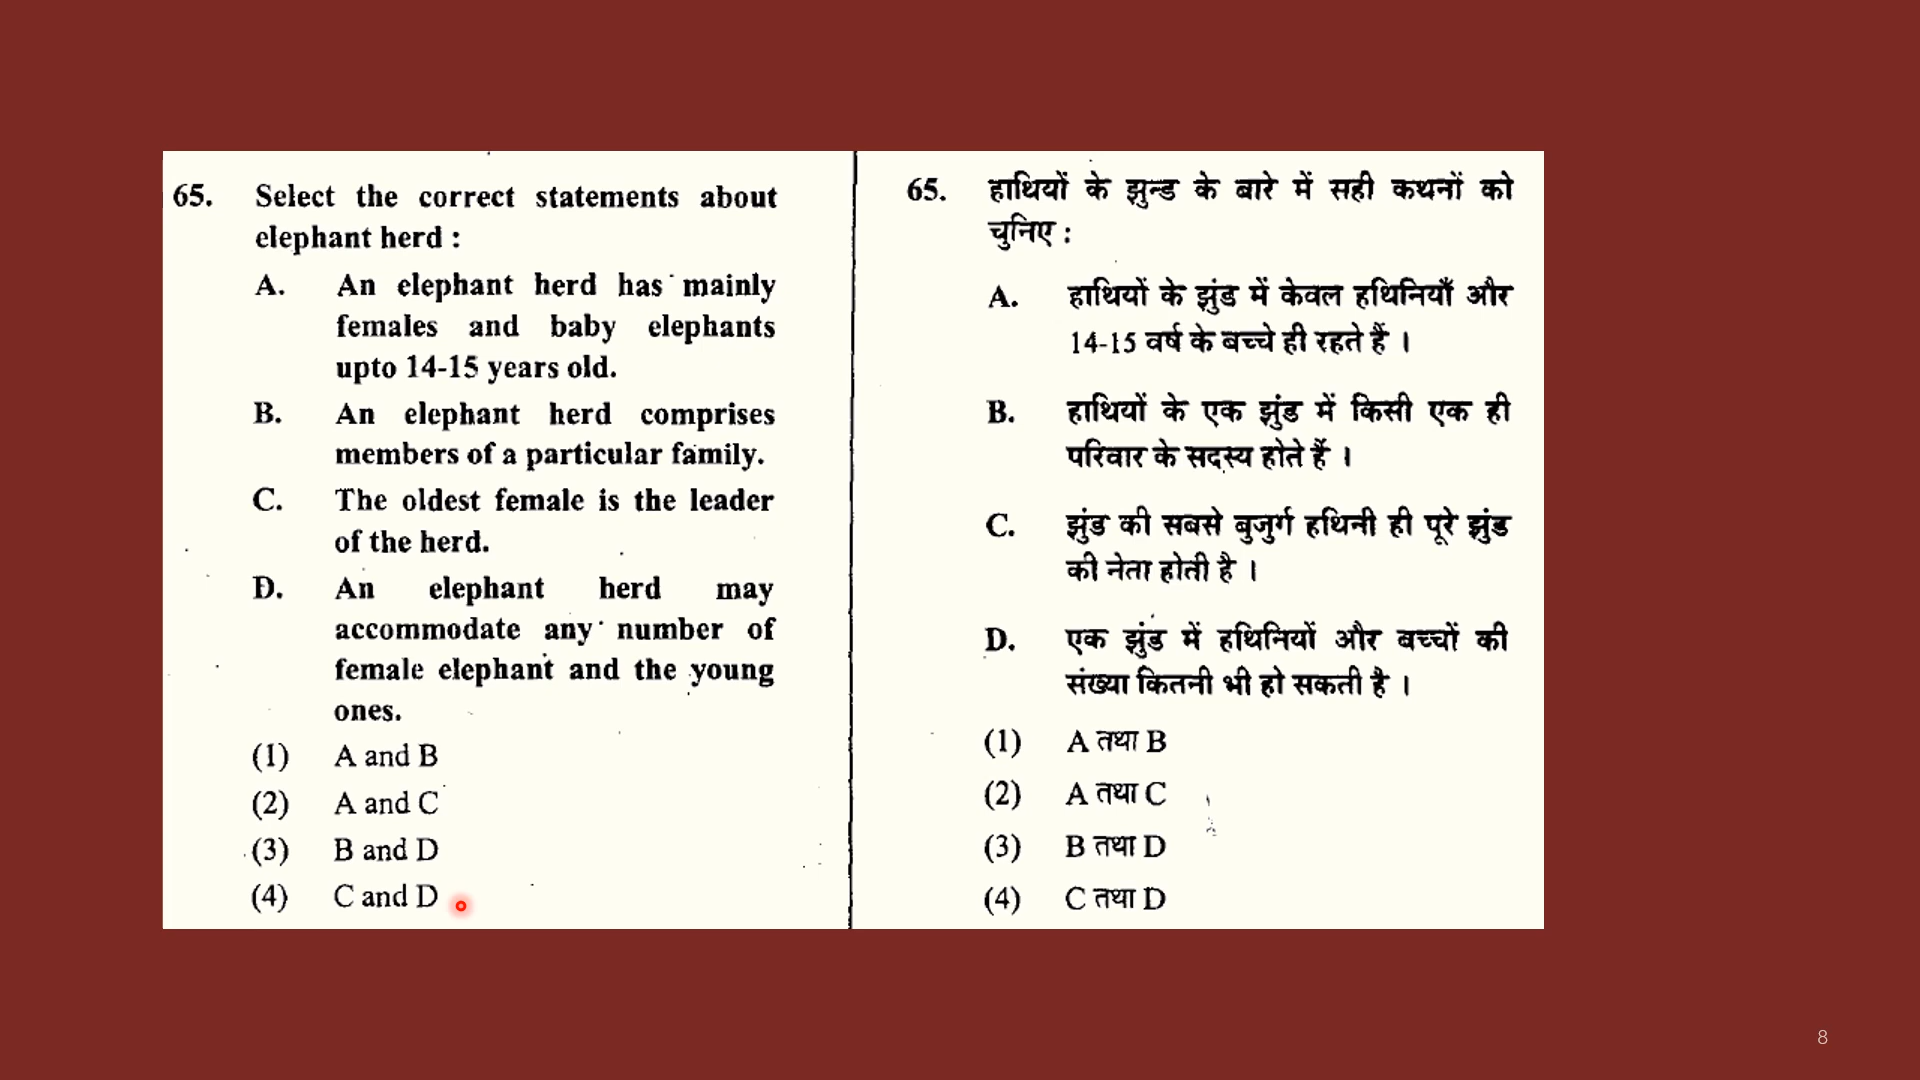 65. Select the correct statements about
elephant herd :
A. An elephant herd has mainly
females and baby elephants
upto 14-15 years old.
B. An elephant herd comprises
members of a particular family.
C. The oldest female is the leader
of the herd.
D. An elephant herd may
accommodate any number of
female elephant and the young
ones.
(1) A and B
(2) A and C
(3) B and D
(4) C and D
65. हाथियों के झुन्ड के बारे में सही कथनों को
चुनिए :
A. हाथियों के झुंड में केवल हथिनियाँ और
14-15 वर्ष के बच्चे ही रहते हैं ।
B. हाथियों के एक झुंड में किसी एक ही
परिवार के सदस्य होते हैं ।
C. झुंड की सबसे बुजुर्ग हथिनी ही पूरे झुंड
की नेता होती है ।
D. एक झुंड में हथिनियों और बच्चों की
संख्या कितनी भी हो सकती है ।
(1) A तथा B
(2) A तथा C
(3) B तथा D
(4) C तथा D
8